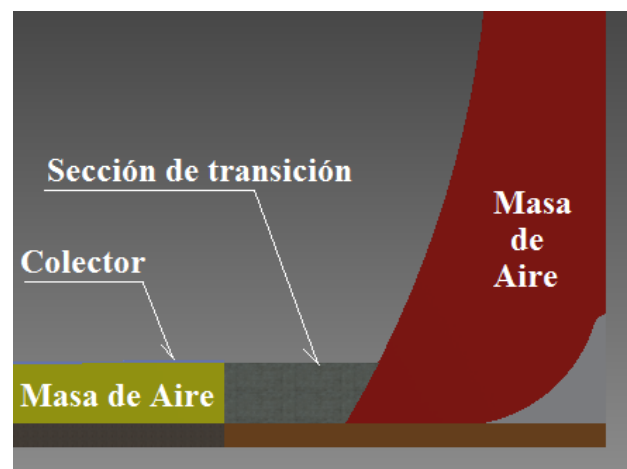 Sección de transición
Colector
Masa
de
Aire
Masa de Aire